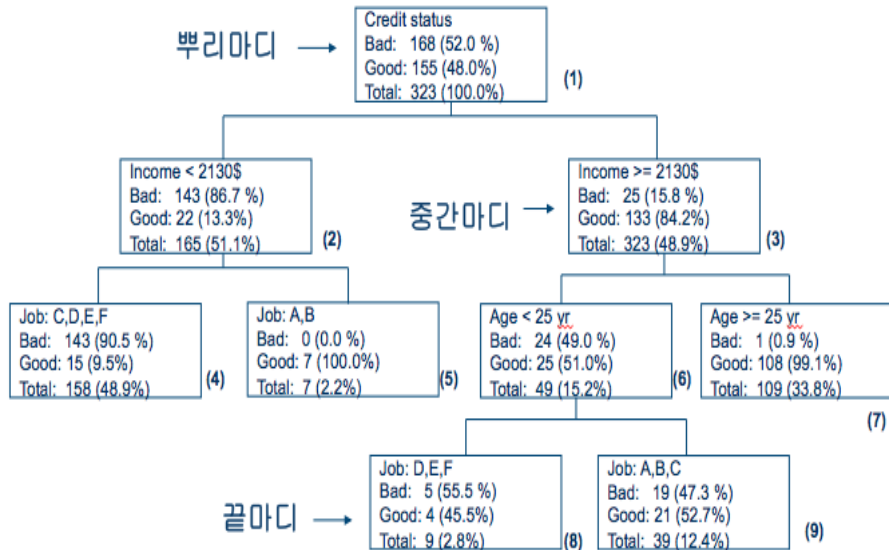 뿌리마디
Credit status
Bad: 168 (52.0 %)
Good: 155 (48.0%)
Total: 323 (100.0%)
(1)
Income < 2130$
Bad: 143 (86.7 %)
Good: 22 (13.3%)
Total: 165 (51.1%)
(2)
중간마디
Income >= 2130$
Bad: 25 (15.8 %)
Good: 133 (84.2%)
Total: 323 (48.9%)
(3)
Job: C,D,E,F
Bad: 143 (90.5 %)
Good: 15 (9.5%)
Total: 158 (48.9%)
(4)
Job: A,B
Bad: 0 (0.0 %)
Good: 7 (100.0%)
Total: 7 (2.2%)
(5)
Age < 25 yr
Bad: 24 (49.0 %)
Good: 25 (51.0%)
Total: 49 (15.2%)
(6)
Age >= 25 yr
Bad: 1 (0.9 %)
Good: 108 (99.1%)
Total: 109 (33.8%)
(7)
끝마디
Job: D,E,F
Bad: 5 (55.5 %)
Good: 4 (45.5%)
Total: 9 (2.8%)
(8)
Job: A,B,C
Bad: 19 (47.3 %)
Good: 21 (52.7%)
Total: 39 (12.4%)
(9)